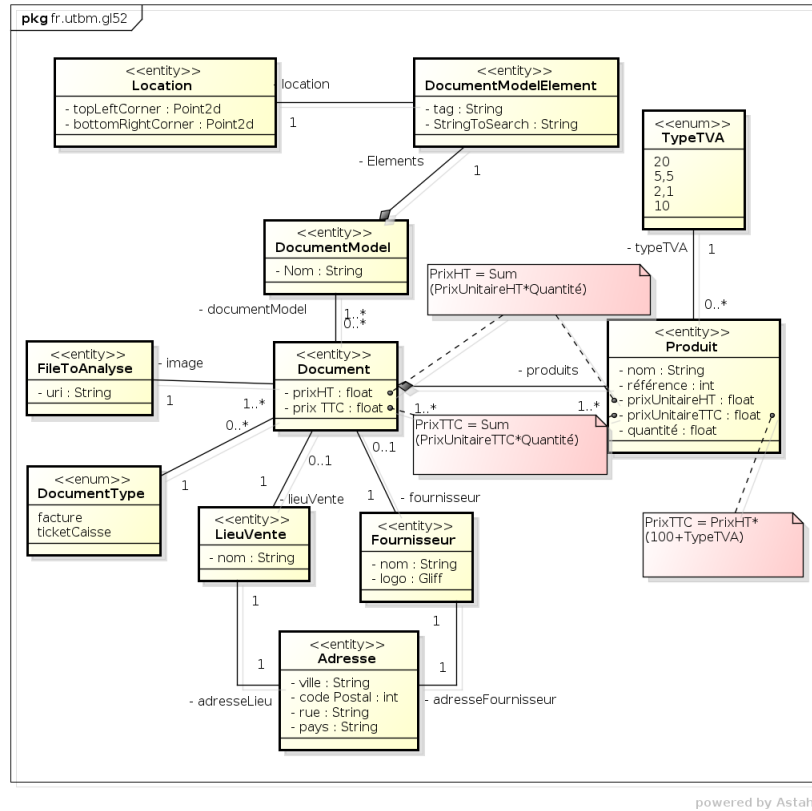 pkg fr.utbm.gl52
<<entity>>
Location
- topLeftCorner : Point2d
- bottomRightCorner : Point2d
location
1
<<entity>>
DocumentModelElement
- tag : String
- StringToSearch : String
<<enum>>
TypeTVA
20
5,5
2,1
10
- Elements
1
<<entity>>
DocumentModel
- Nom : String
- typeTVA
1
0..*
PrixHT = Sum
(PrixUnitaireHT*Quantité)
- documentModel
1..*
0..*
<<entity>>
FileToAnalyse
- uri : String
- image
1
1..*
<<entity>>
Document
- prixHT : float
- prix TTC : float
- produits
1..*
1..*
<<entity>>
Produit
- nom : String
- référence : int
- prixUnitaireHT : float
- prixUnitaireTTC : float
- quantité : float
PrixTTC = Sum
(PrixUnitaireTTC*Quantité)
0..*
1
<<enum>>
DocumentType
facture
ticketCaisse
0..1
1
- lieuVente
0..1
1
- fournisseur
<<entity>>
LieuVente
- nom : String
<<entity>>
Fournisseur
- nom : String
- logo : Gliff
PrixTTC = PrixHT*
(100+TypeTVA)
1
1
- adresseLieu
1
1
- adresseFournisseur
<<entity>>
Adresse
- ville : String
- code Postal : int
- rue : String
- pays : String
powered by Astah